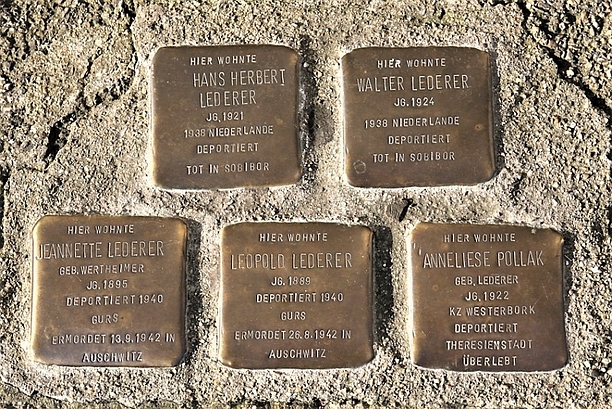 HIER WOHNTE
HANS HERBERT
LEDERER
JG. 1921
1938 NIEDERLANDE
DEPORTIERT
TOT IN SOBIBOR
HIER WOHNTE
WALTER LEDERER
JG. 1924
1938 NIEDERLANDE
DEPORTIERT
TOT IN SOBIBOR
HIER WOHNTE
JEANNETTE LEDERER
GEB. WERTHEIMER
JG. 1895
DEPORTIERT 1940
GURS
ERMORDET 13.9.1942 IN
AUSCHWITZ
HIER WOHNTE
LEOPOLD LEDERER
JG. 1889
DEPORTIERT 1940
GURS
ERMORDET 26.8.1942 IN
AUSCHWITZ
HIER WOHNTE
ANNELIESE POLLAK
GEB. LEDERER
JG. 1922
KZ WESTERBORK
DEPORTIERT
THERESIENSTADT
ÜBERLEBT